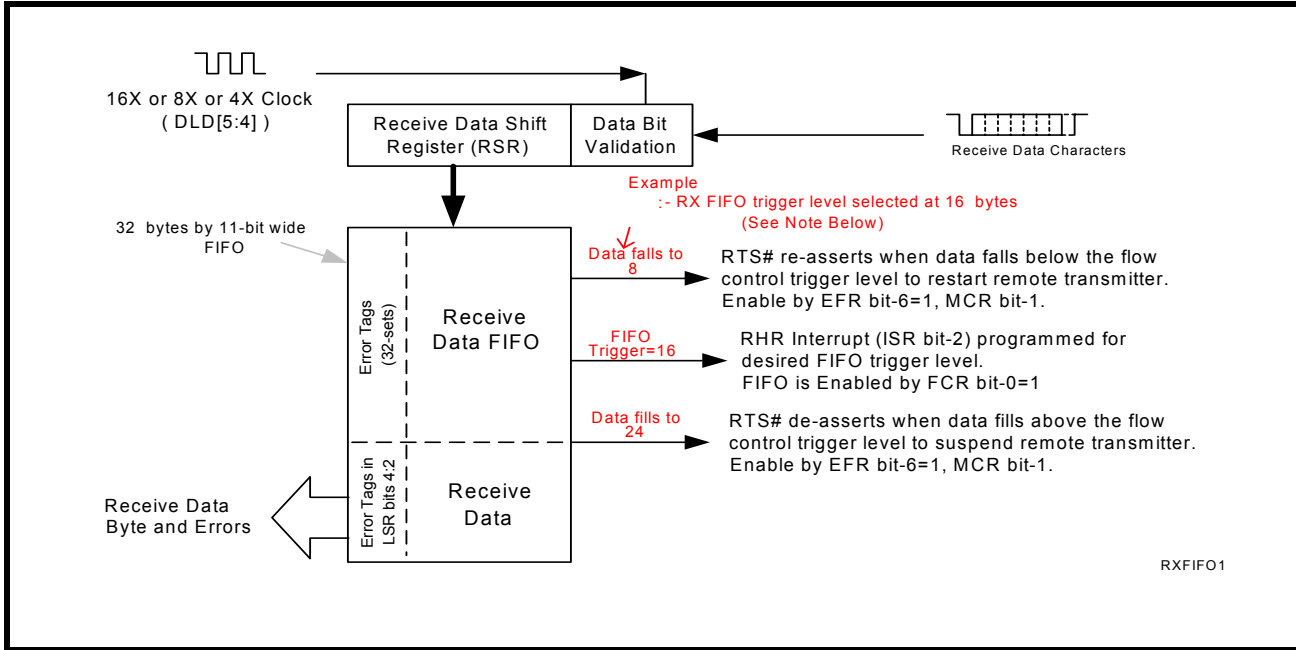 16X or 8X or 4X Clock
( DLD[5:4] )
Receive Data Shift
Register (RSR)
Data Bit
Validation
Receive Data Characters
Example
:- RX FIFO trigger level selected at 16 bytes
(See Note Below)
32 bytes by 11-bit wide
FIFO
Error Tags
(32-sets)
Receive
Data FIFO
Data falls to
8
RTS# re-asserts when data falls below the flow
control trigger level to restart remote transmitter.
Enable by EFR bit-6=1, MCR bit-1.
FIFO
Trigger=16
RHR Interrupt (ISR bit-2) programmed for
desired FIFO trigger level.
FIFO is Enabled by FCR bit-0=1
Data fills to
24
RTS# de-asserts when data fills above the flow
control trigger level to suspend remote transmitter.
Enable by EFR bit-6=1, MCR bit-1.
Error Tags in
LSR bits 4:2
Receive
Data
Receive Data
Byte and Errors
RXFIFO1